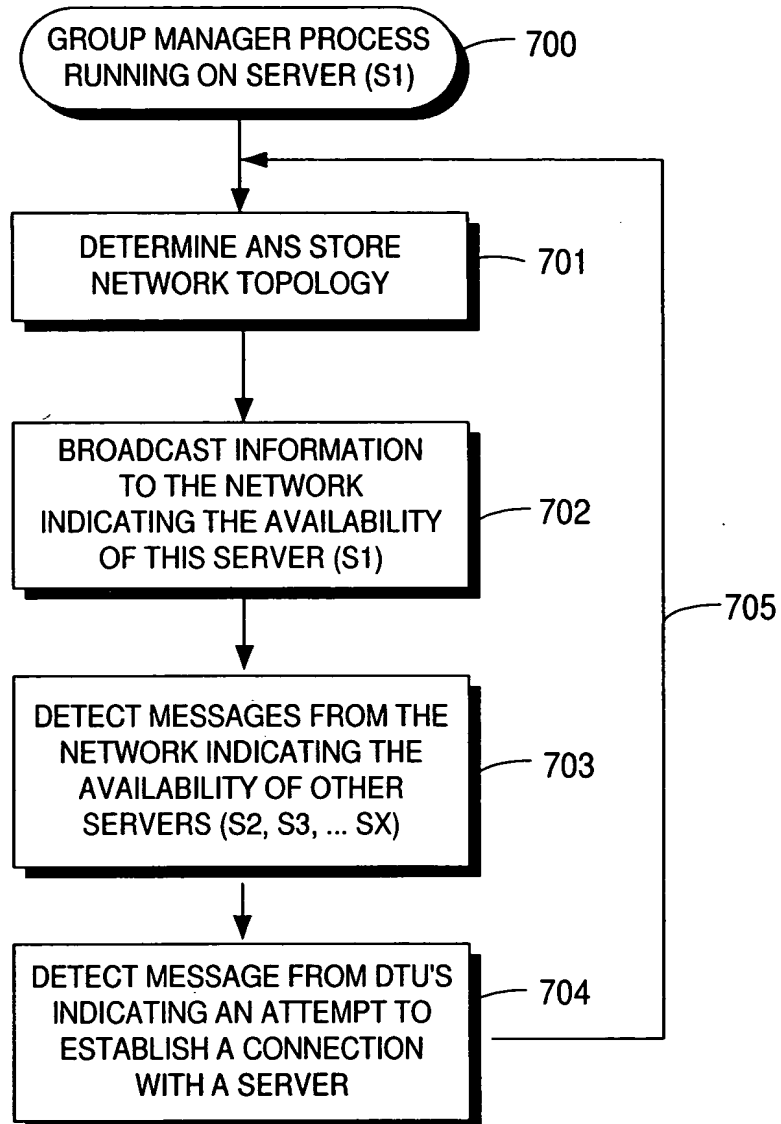 GROUP MANAGER PROCESS
RUNNING ON SERVER (S1)
700
DETERMINE ANS STORE
NETWORK TOPOLOGY
701
BROADCAST INFORMATION
TO THE NETWORK
INDICATING THE AVAILABILITY
OF THIS SERVER (S1)
702
705
DETECT MESSAGES FROM THE
NETWORK INDICATING THE
AVAILABILITY OF OTHER
SERVERS (S2, S3, ... SX)
703
DETECT MESSAGE FROM DTU'S
INDICATING AN ATTEMPT TO
ESTABLISH A CONNECTION
WITH A SERVER
704